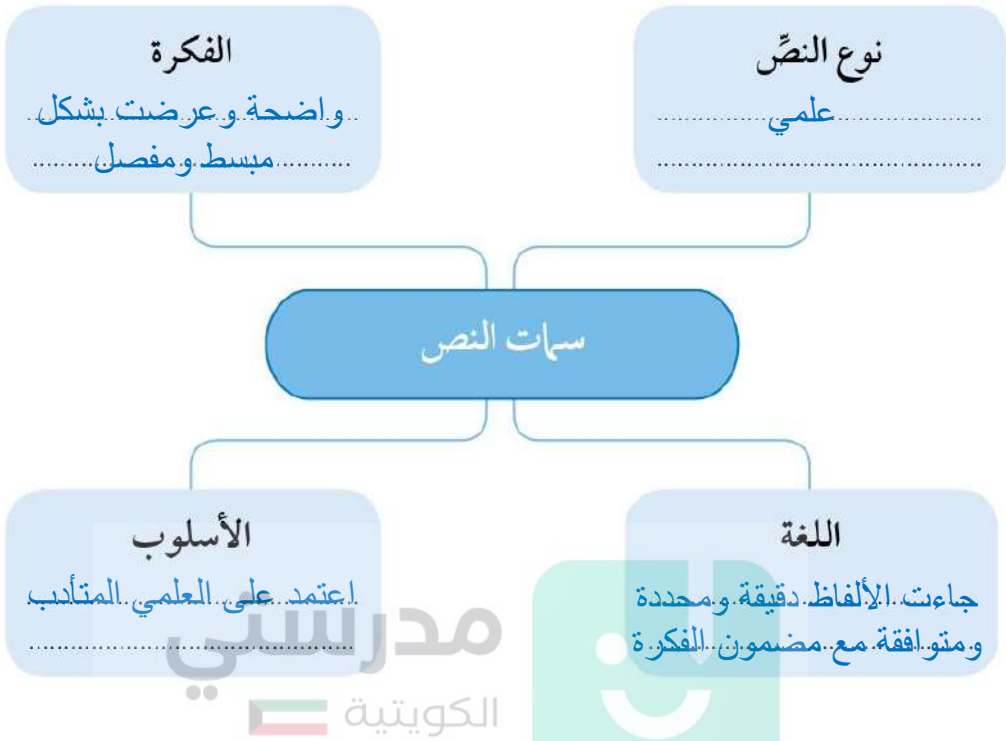 نوع النصِّ
علمي
الفكرة
واضحة وعرضت بشكل
مبسط ومفصل
سمات النص
اللغة
جاءت الألفاظ دقيقة ومحددة
ومتوافقة مع مضمون الفكرة
الأسلوب
اعتمد على العلمي المتأدب
مدرستي
الكويتية